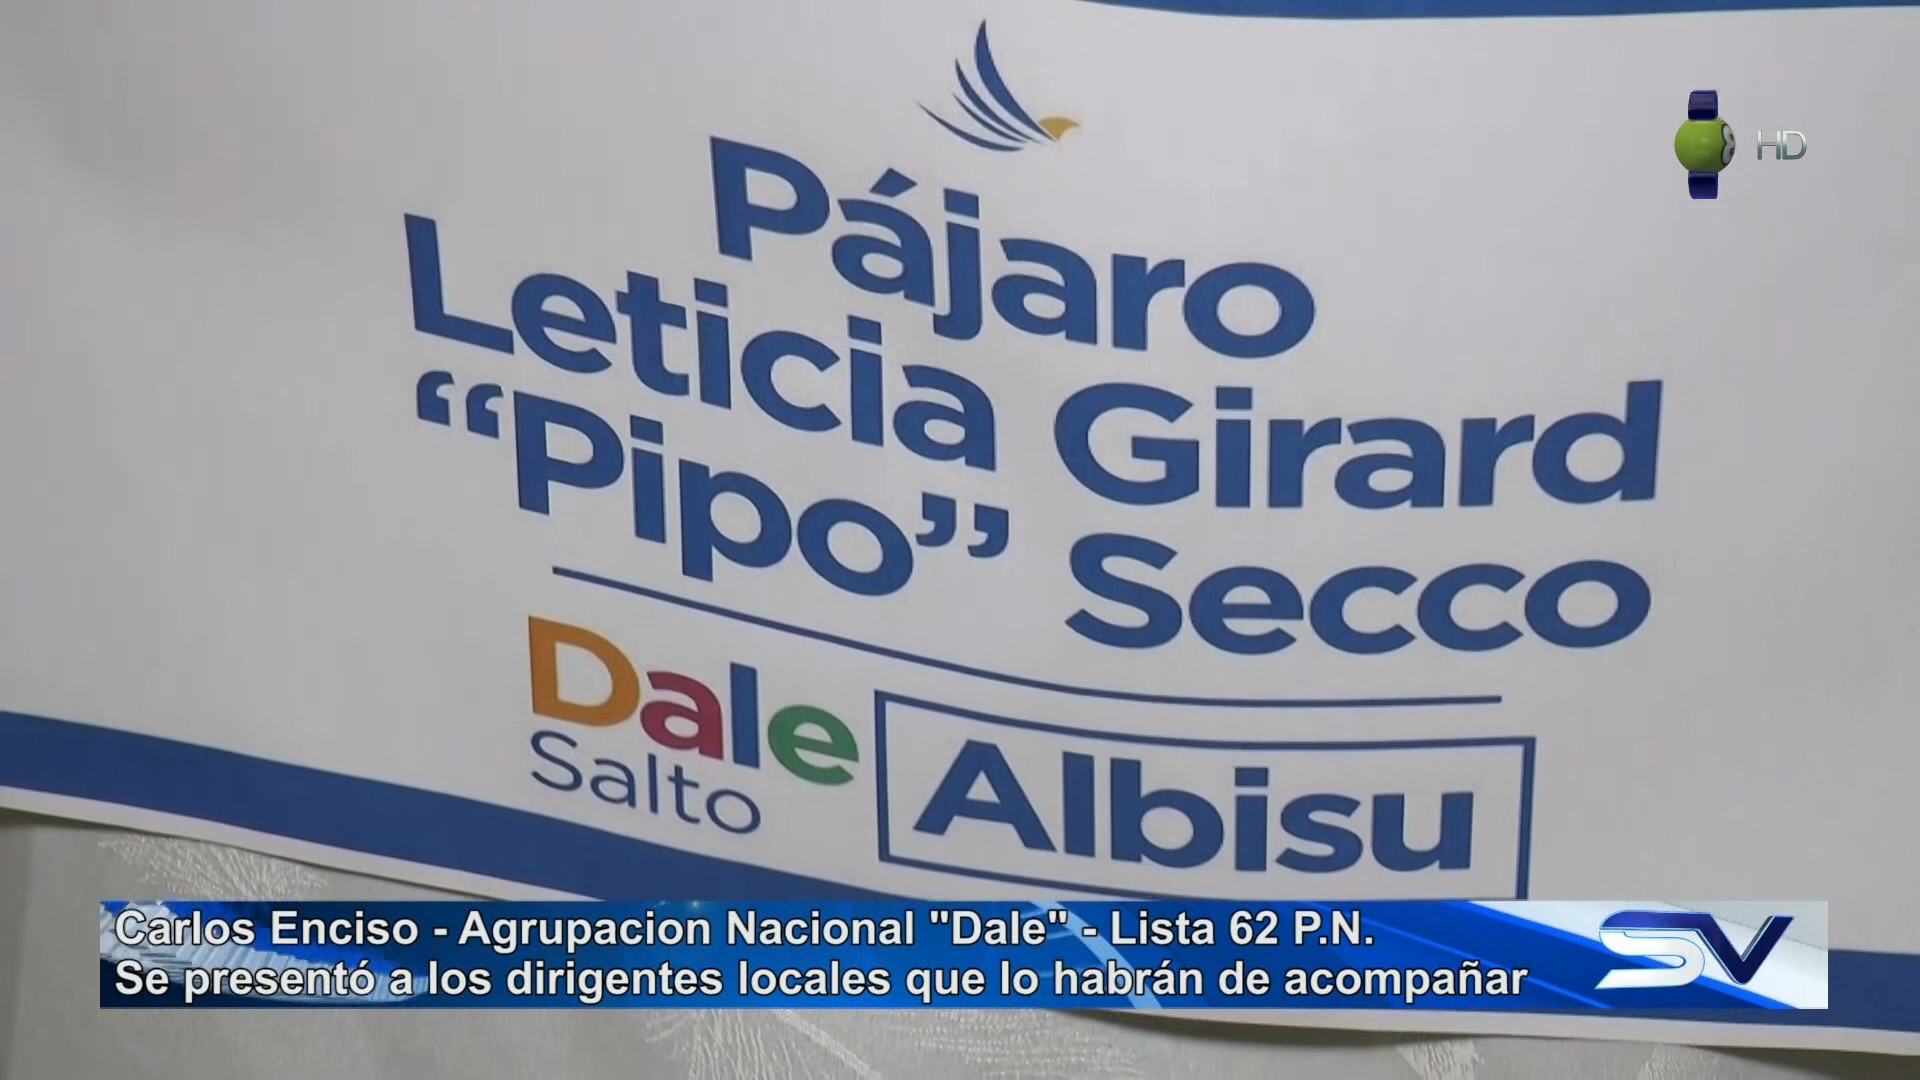 HD
Pájaro
Leticia Girard
“Pipo” Secco
Dale
Salto
Albisu
Carlos Enciso - Agrupacion Nacional "Dale" - Lista 62 P.N.
Se presentó a los dirigentes locales que lo habrán de acompañar
SV